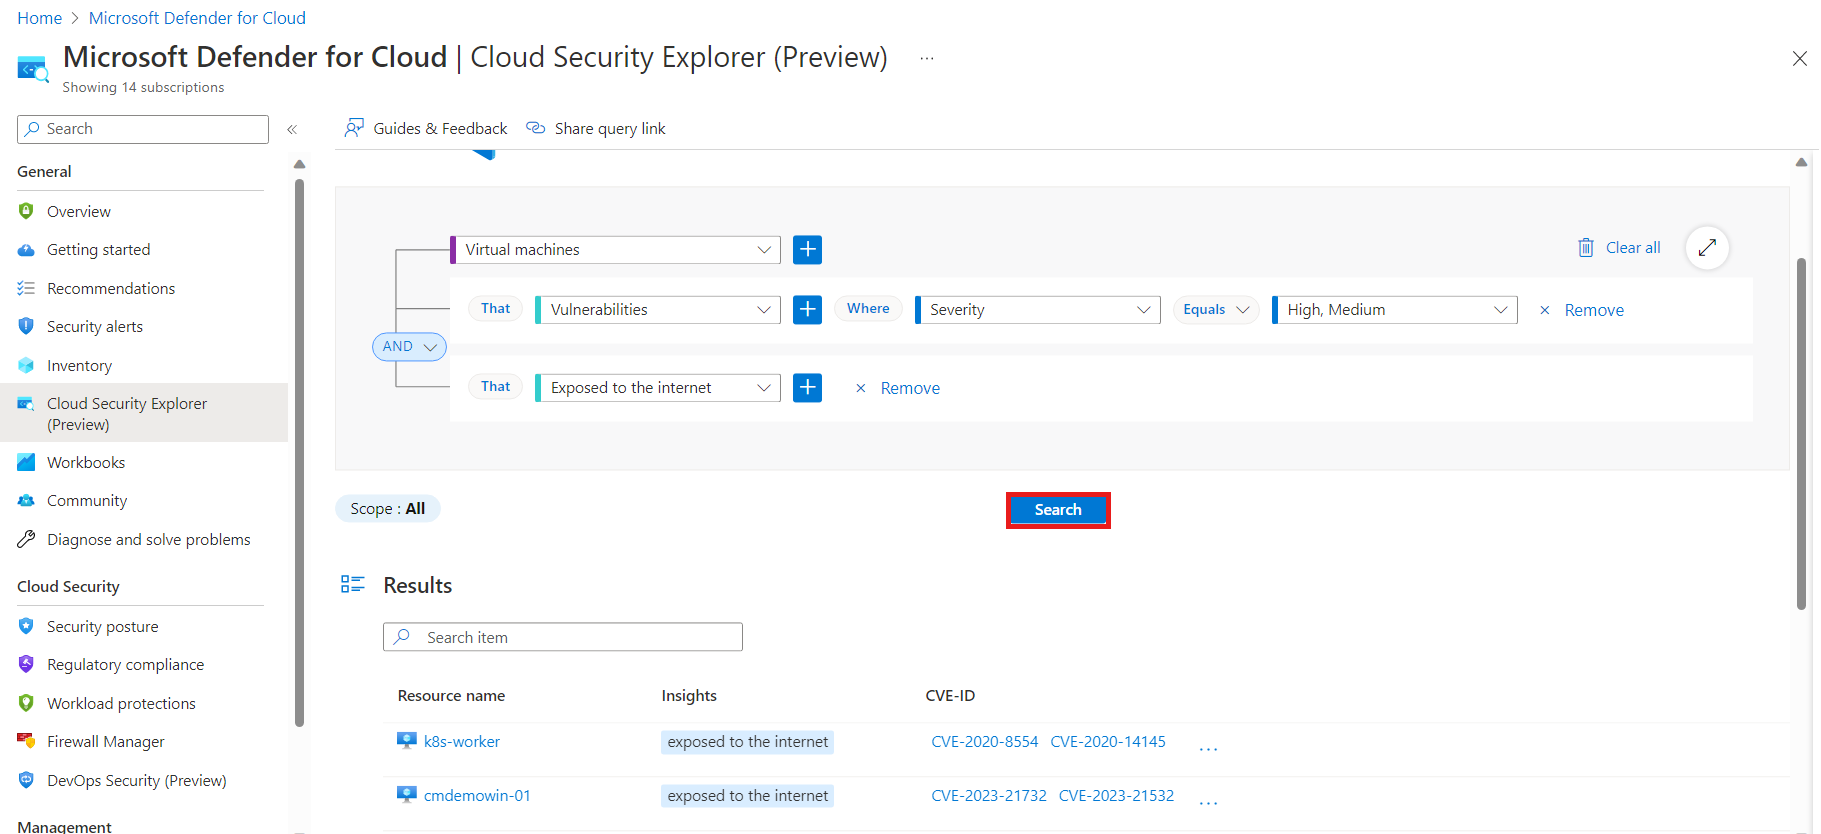 Home > Microsoft Defender for Cloud
Microsoft Defender for Cloud | Cloud Security Explorer (Preview) ...
Showing 14 subscriptions
Search
«
Guides & Feedback
Share query link
General
Overview
Getting started
Recommendations
Security alerts
Inventory
Cloud Security Explorer
(Preview)
Workbooks
Community
Diagnose and solve problems
Cloud Security
Security posture
Regulatory compliance
Workload protections
Firewall Manager
DevOps Security (Preview)
Management
Virtual machines
Clear all
That Vulnerabilities Where Severity Equals High, Medium × Remove
AND
That Exposed to the internet × Remove
Scope : All
Search
Results
Search item
Resource name Insights CVE-ID
k8s-worker exposed to the internet CVE-2020-8554 CVE-2020-14145 ...
cmdemowin-01 exposed to the internet CVE-2023-21732 CVE-2023-21532 ...